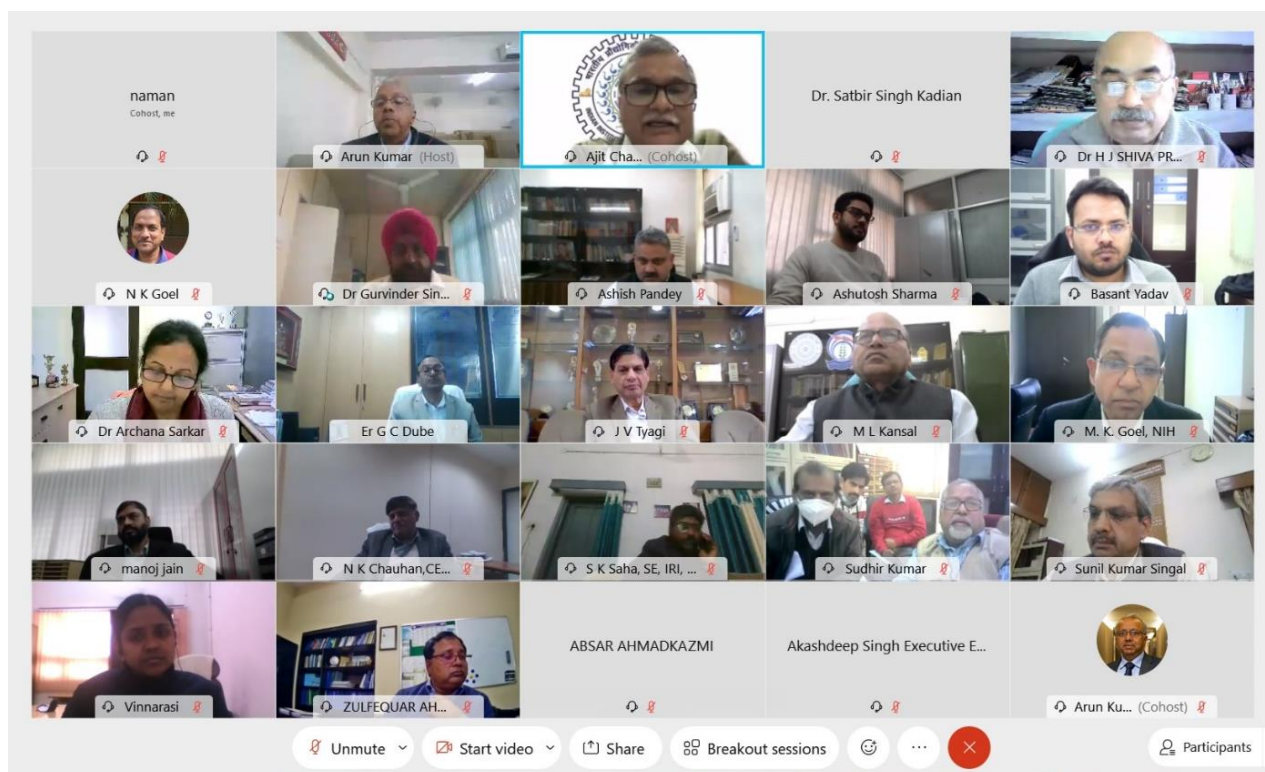 naman
Cohost, me
Arun Kumar (Host)
Ajit Cha... (Cohost)
Dr. Satbir Singh Kadian
Dr H J SHIVA PR...
N K Goel
Dr Gurvinder Sin...
Ashish Pandey
Ashutosh Sharma
Basant Yadav
Dr Archana Sarkar
Er G C Dube
J V Tyagi
M L Kansal
M. K. Goel, NIH
manoj jain
N K Chauhan,CE...
S K Saha, SE, IRI, ...
Sudhir Kumar
Sunil Kumar Singal
Vinnarasi
ZULFEQUAR AH...
ABSAR AHMADKAZMI
Akashdeep Singh Executive E...
Arun Ku... (Cohost)
Unmute
Start video
Share
Breakout sessions
Participants